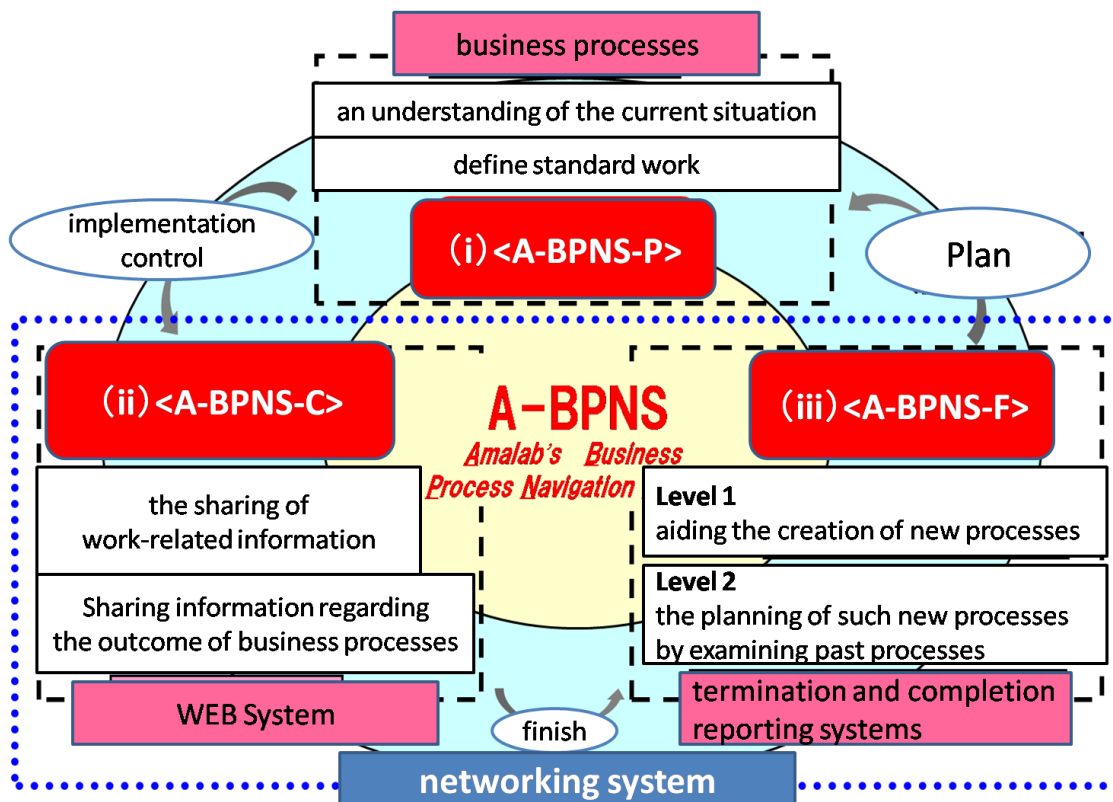 business processes
an understanding of the current situation
define standard work
implementation
control
(i)<A-BPNS-P>
Plan
(ii)<A-BPNS-C>
A-BPNS
Amalab's Business
Process Navigation
(iii)<A-BPNS-F>
the sharing of
work-related information
Sharing information regarding
the outcome of business processes
WEB System
Level 1
aiding the creation of new processes
Level 2
the planning of such new processes
by examining past processes
termination and completion
reporting systems
finish
networking system